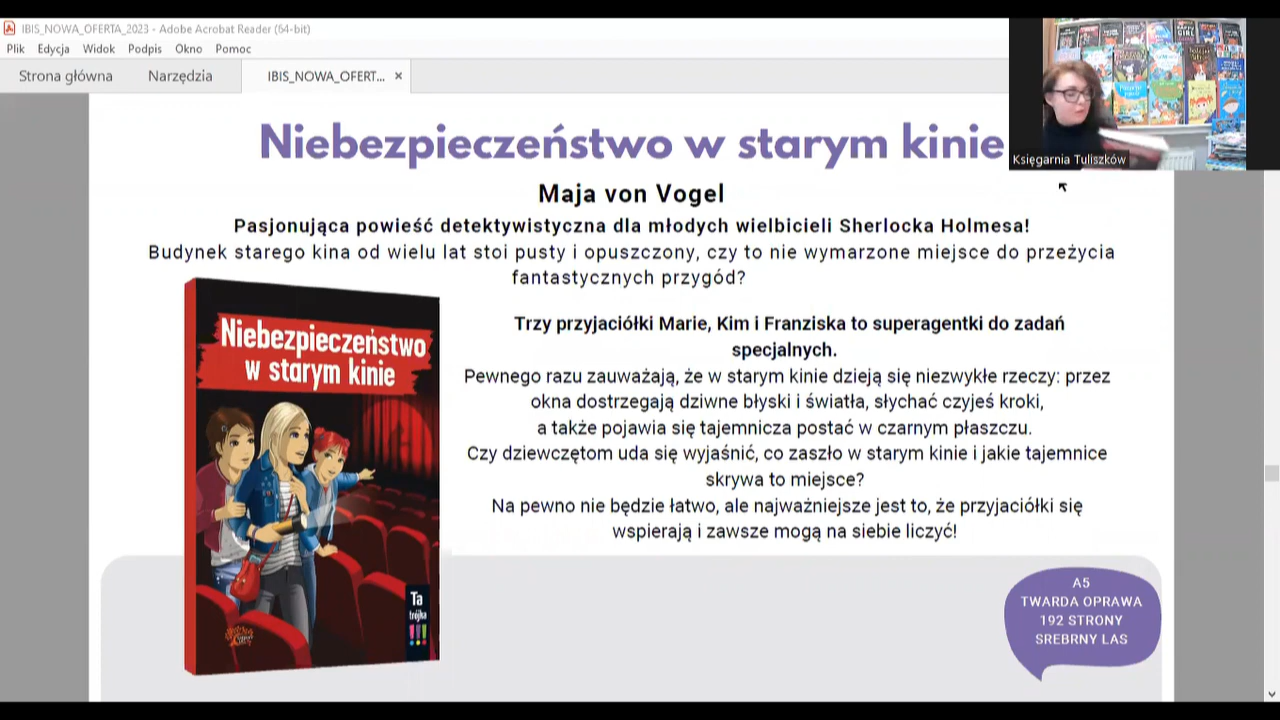 IBIS_NOWA_OFERTA_2023 - Adobe Acrobat Reader (64-bit)
Plik Edycja Widok Podpis Okno Pomoc
Strona główna Narzędzia IBIS_NOWA_OFERT... ×
Księgarnia Tuliszków
Niebezpieczeństwo w starym kinie
Maja von Vogel
Pasjonująca powieść detektywistyczna dla młodych wielbicieli Sherlocka Holmesa!
Budynek starego kina od wielu lat stoi pusty i opuszczony, czy to nie wymarzone miejsce do przeżycia
fantastycznych przygód?
Niebezpieczeństwo
w starym kinie
Ta
trójka
!!!
Trzy przyjaciółki Marie, Kim i Franziska to superagentki do zadań
specjalnych.
Pewnego razu zauważają, że w starym kinie dzieją się niezwykłe rzeczy: przez
okna dostrzegają dziwne błyski i światła, słychać czyjeś kroki,
a także pojawia się tajemnicza postać w czarnym płaszczu.
Czy dziewczętom uda się wyjaśnić, co zaszło w starym kinie i jakie tajemnice
skrywa to miejsce?
Na pewno nie będzie łatwo, ale najważniejsze jest to, że przyjaciółki się
wspierają i zawsze mogą na siebie liczyć!
A5
TWARDA OPRAWA
192 STRONY
SREBRNY LAS